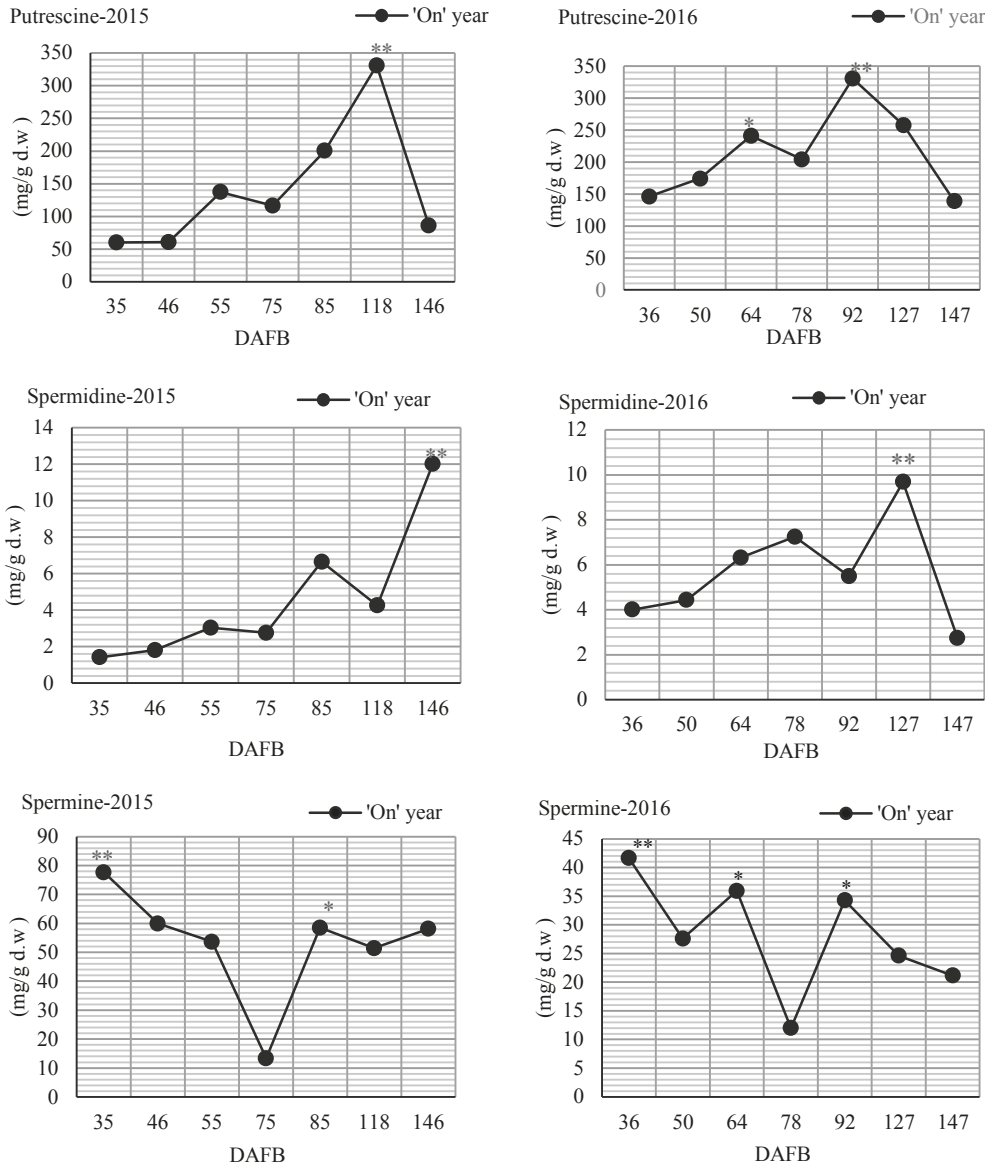 Putrescine-2015
'On' year
350
300
250
200
150
100
50
0
(mg/g d.w )
**
35 46 55 75 85 118 146
DAFB
Putrescine-2016
'On' year
350
300
250
200
150
100
50
0
(mg/g d.w )
*
**
36 50 64 78 92 127 147
DAFB
Spermidine-2015
'On' year
14
12
10
8
6
4
2
0
(mg/g d.w )
**
35 46 55 75 85 118 146
DAFB
Spermidine-2016
'On' year
12
10
8
6
4
2
0
(mg/g d.w )
**
36 50 64 78 92 127 147
DAFB
Spermine-2015
'On' year
90
80
70
60
50
40
30
20
10
0
(mg/g d.w )
**
*
35 46 55 75 85 118 146
DAFB
Spermine-2016
'On' year
45
40
35
30
25
20
15
10
5
0
(mg/g d.w )
**
*
*
36 50 64 78 92 127 147
DAFB